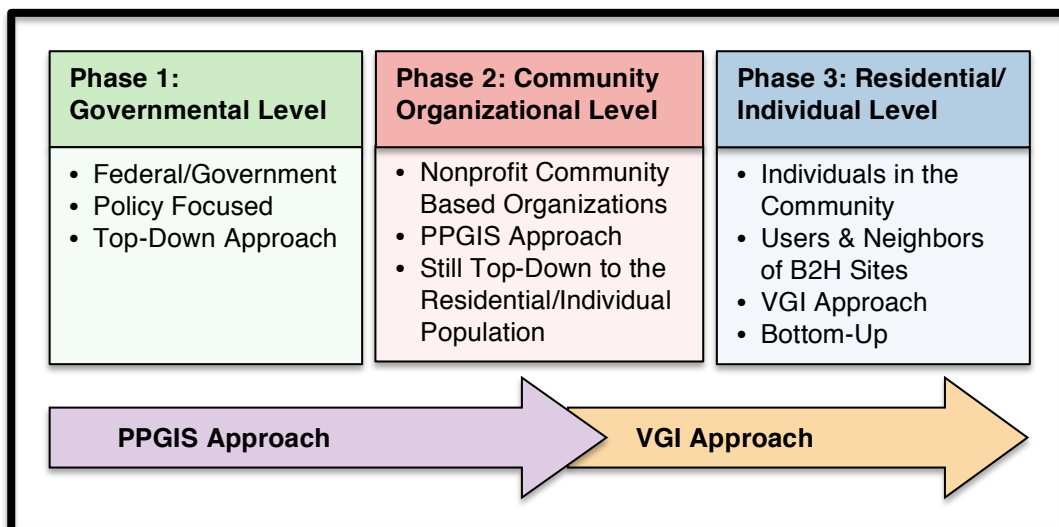 Phase 1:
Governmental Level
• Federal/Government
• Policy Focused
• Top-Down Approach
Phase 2: Community
Organizational Level
• Nonprofit Community
Based Organizations
• PPGIS Approach
• Still Top-Down to the
Residential/Individual
Population
Phase 3: Residential/
Individual Level
• Individuals in the
Community
• Users & Neighbors
of B2H Sites
• VGI Approach
• Bottom-Up
PPGIS Approach
VGI Approach